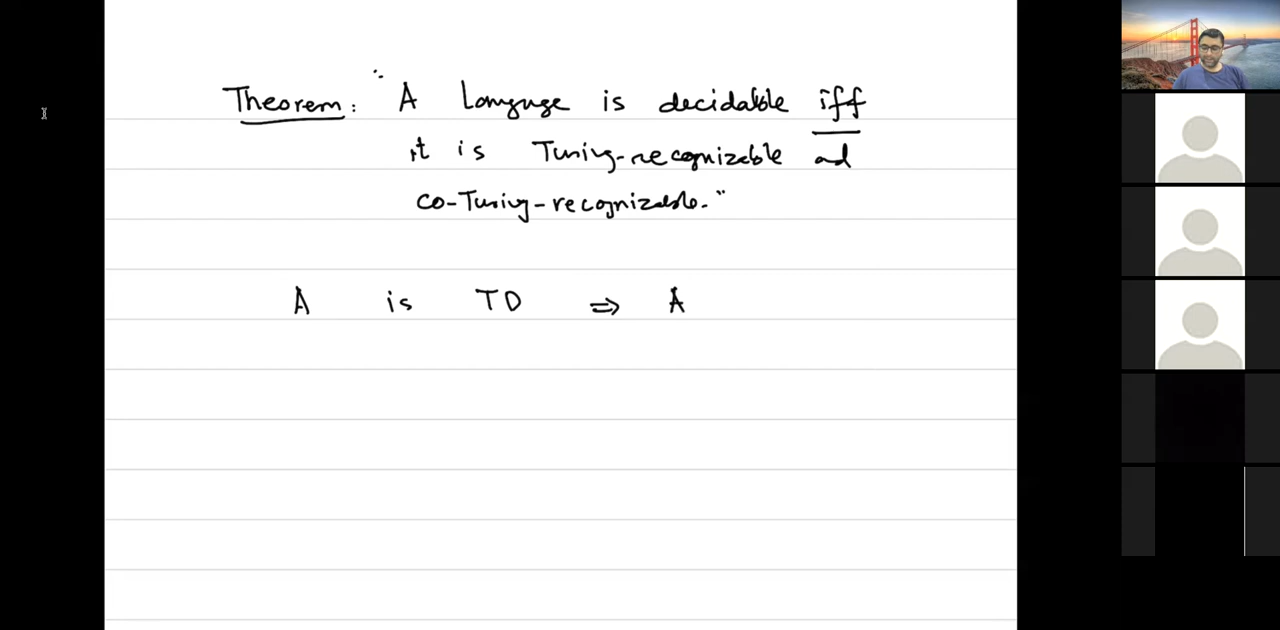 Theorem: "A Language is decidable iff
it is Turing-recognizable and
co-Turing-recognizable."
A is TD ⇒ A